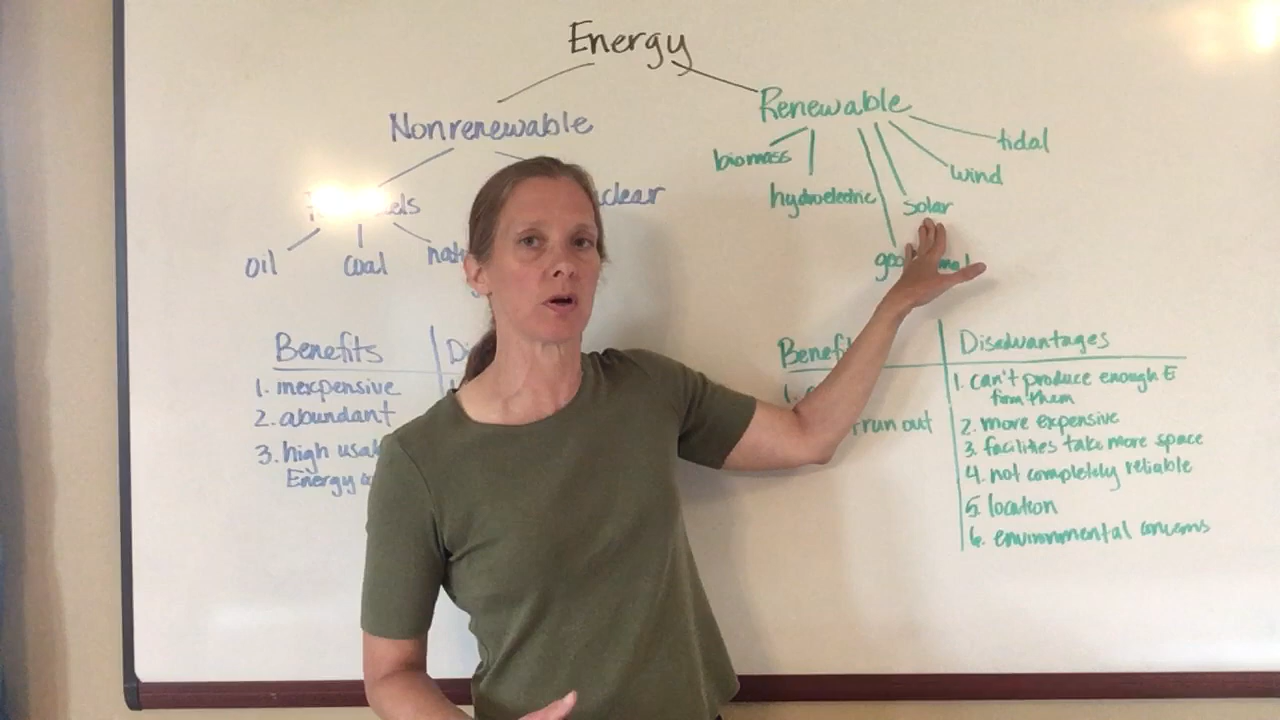 Energy
Nonrenewable
Renewable
biomass
hydroelectric
solar
wind
tidal
oil
coal
Benefits
1. inexpensive
2. abundant
3. high
Energy
Disadvantages
1. can't produce enough E
from them
2. more expensive
3. facilities take more space
4. not completely reliable
5. location
6. environmental concerns
run out